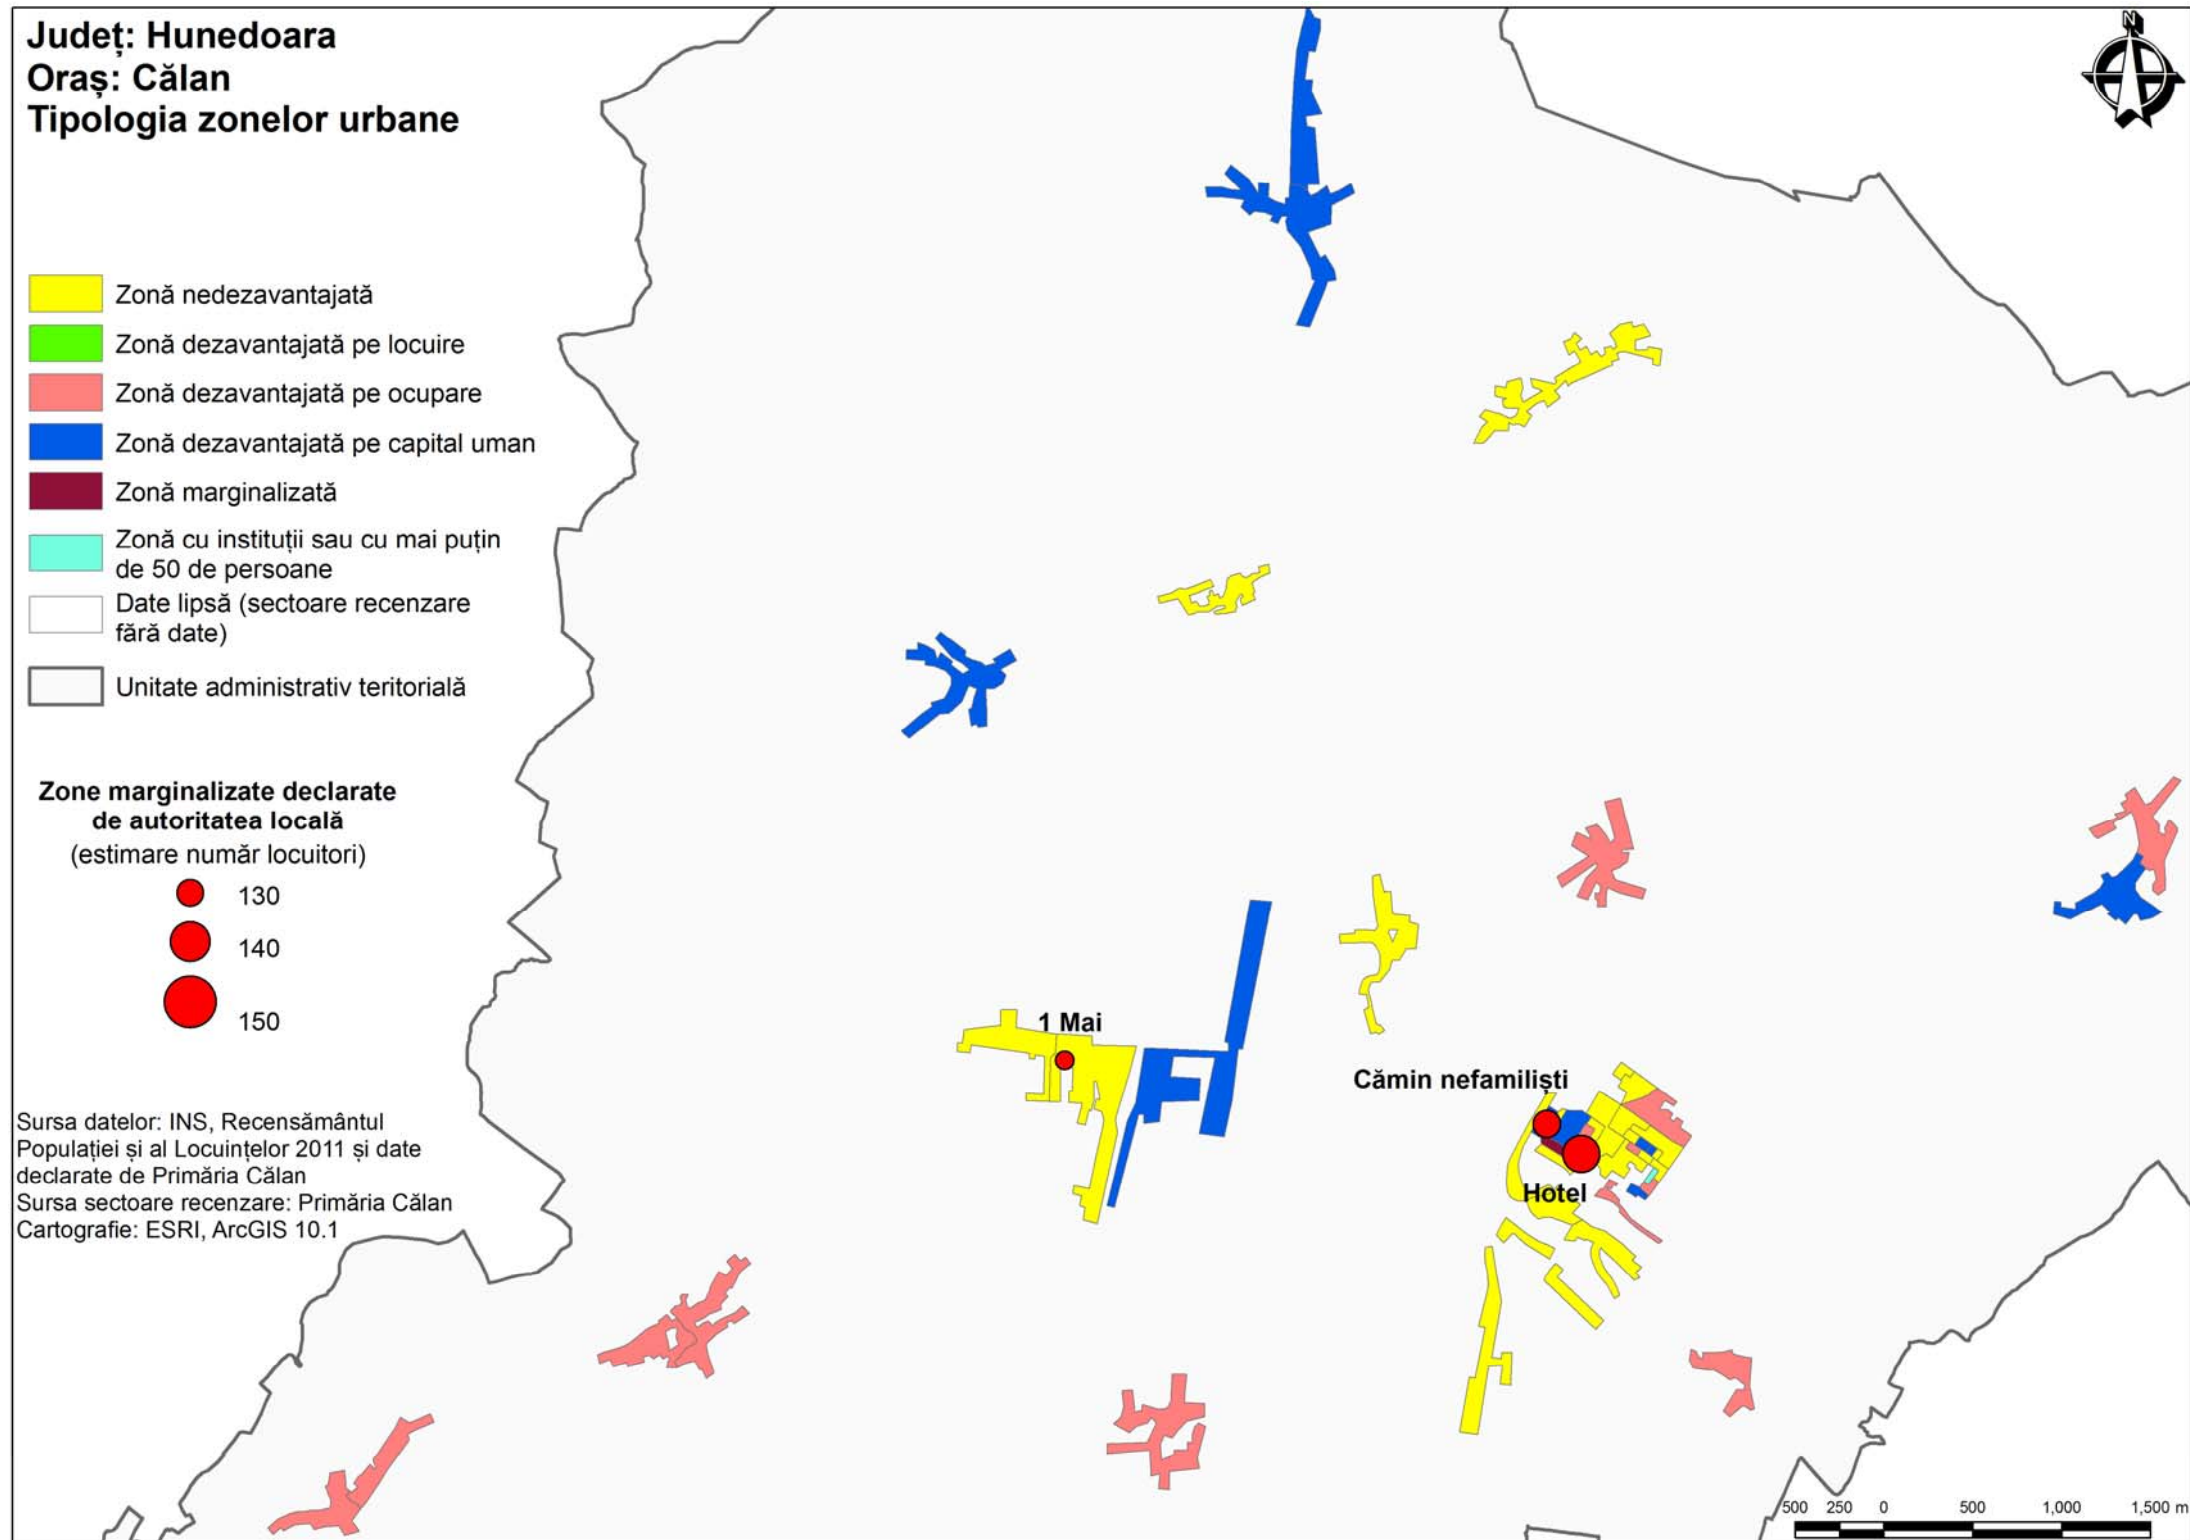 Județ: Hunedoara
Oraș: Călan
Tipologia zonelor urbane
N
Zonă nedezavantajată
Zonă dezavantajată pe locuire
Zonă dezavantajată pe ocupare
Zonă dezavantajată pe capital uman
Zonă marginalizată
Zonă cu instituții sau cu mai puțin
de 50 de persoane
Date lipsă (sectoare recenzare
fără date)
Unitate administrativ teritorială
Zone marginalizate declarate
de autoritatea locală
(estimare număr locuitori)
130
140
150
1 Mai
Cămin nefamiliști
Hotel
Sursa datelor: INS, Recensământul
Populației și al Locuințelor 2011 și date
declarate de Primăria Călan
Sursa sectoare recenzare: Primăria Călan
Cartografie: ESRI, ArcGIS 10.1
500 250 0 500 1,000 1,500 m